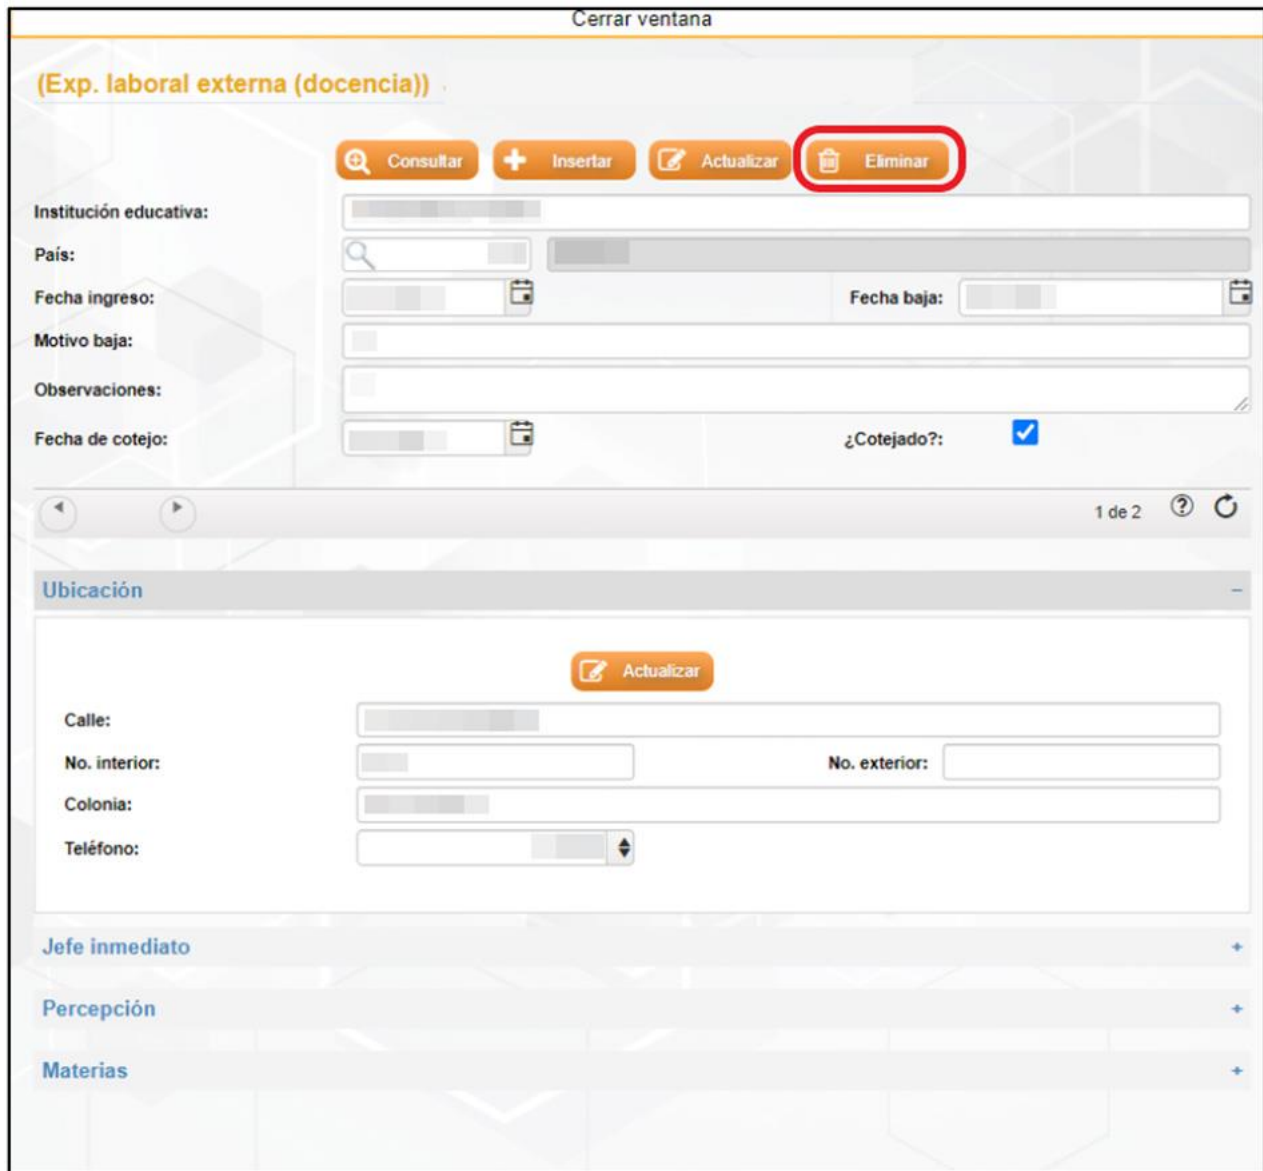 Cerrar ventana
(Exp. laboral externa (docencia))
Consultar Insertar Actualizar Eliminar
Institución educativa:
País:
Fecha ingreso: Fecha baja:
Motivo baja:
Observaciones:
Fecha de cotejo: ¿Cotejado?:
1 de 2
Ubicación
Actualizar
Calle:
No. interior: No. exterior:
Colonia:
Teléfono:
Jefe inmediato
Percepción
Materias